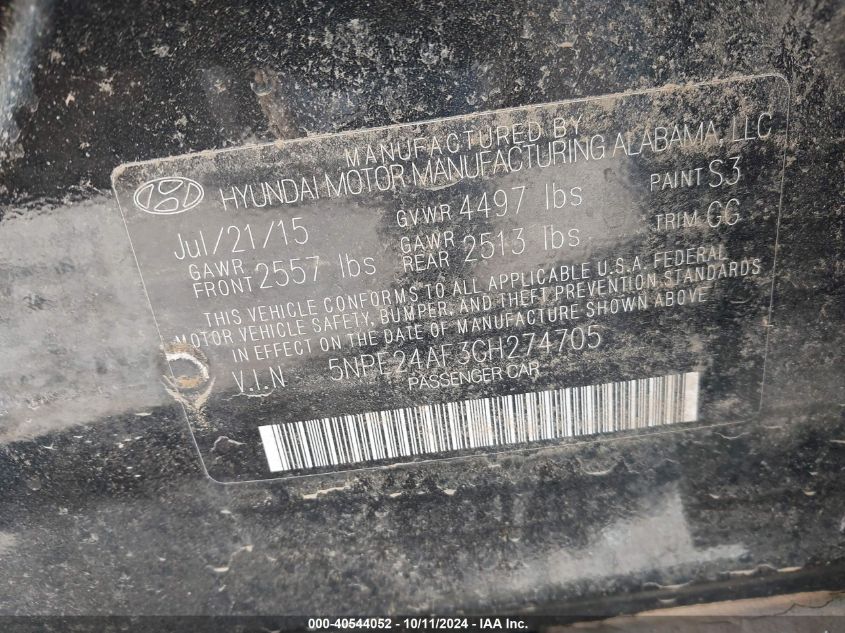 MANUFACTURED BY
HYUNDAI MOTOR MANUFACTURING ALABAMA, LLC
Jul/21/15 GVWR 4497 lbs PAINT S3
GAWR FRONT 2557 lbs GAWR REAR 2513 lbs TRIM GG
THIS VEHICLE CONFORMS TO ALL APPLICABLE U.S.A. FEDERAL
MOTOR VEHICLE SAFETY, BUMPER, AND THEFT PREVENTION STANDARDS
IN EFFECT ON THE DATE OF MANUFACTURE SHOWN ABOVE
V.I.N 5NPE24AF3GH274705
PASSENGER CAR
000-40544052 - 10/11/2024 - IAA Inc.